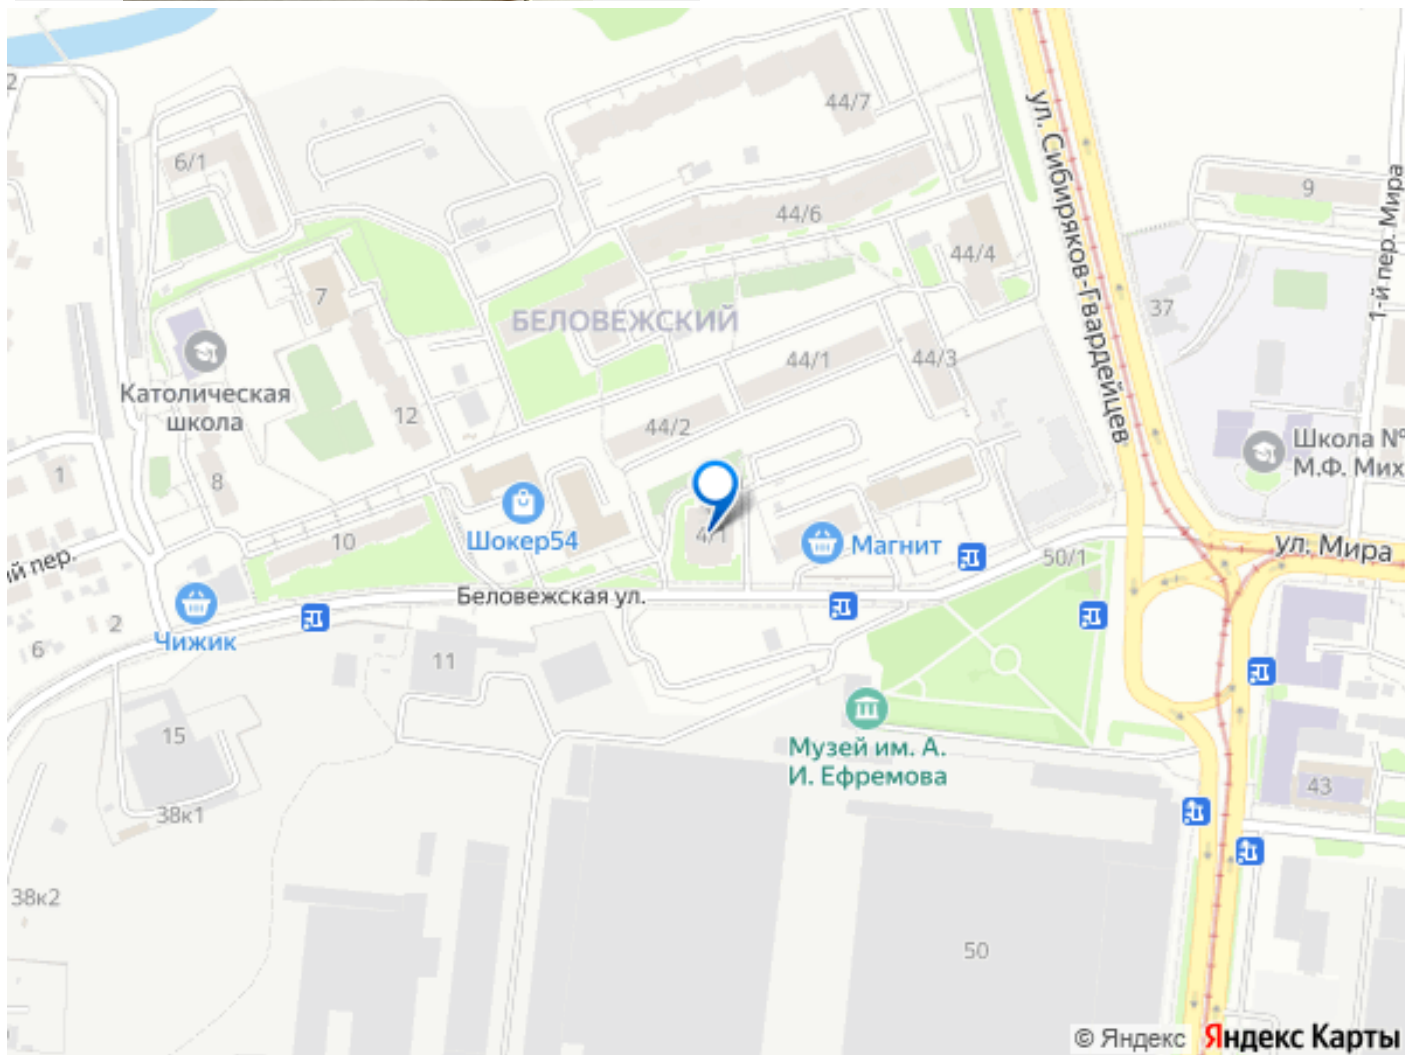 2
44/7
ул. Сибиряков-Гвардейцев
6/1
9
1-й пер. Мира
44/6
44/4
7
37
БЕЛОВЕЖСКИЙ
44/1
44/3
Католическая
школа
12
44/2
Школа №
М.Ф. Мих
1
8
10
Шокер54
4/1
Магнит
50/1
ул. Мира
ий пер.
Беловежская ул.
2
6
Чижик
11
15
Музей им. А.
И. Ефремова
43
38к1
38к2
50
© Яндекс Яндекс Карты